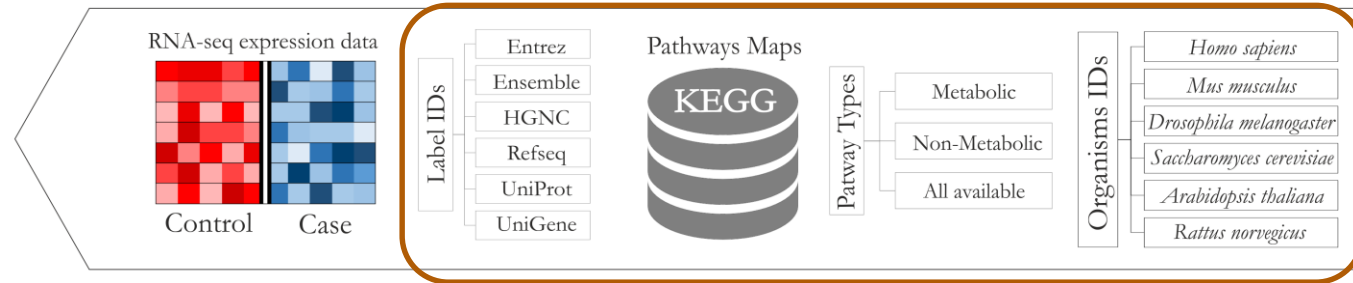 RNA-seq expression data
Control
Case
Label IDs
Entrez
Ensemble
HGNC
Refseq
UniProt
UniGene
Pathways Maps
KEGG
Patway Types
Metabolic
Non-Metabolic
All available
Organisms IDs
Homo sapiens
Mus musculus
Drosophila melanogaster
Saccharomyces cerevisiae
Arabidopsis thaliana
Rattus norvegicus